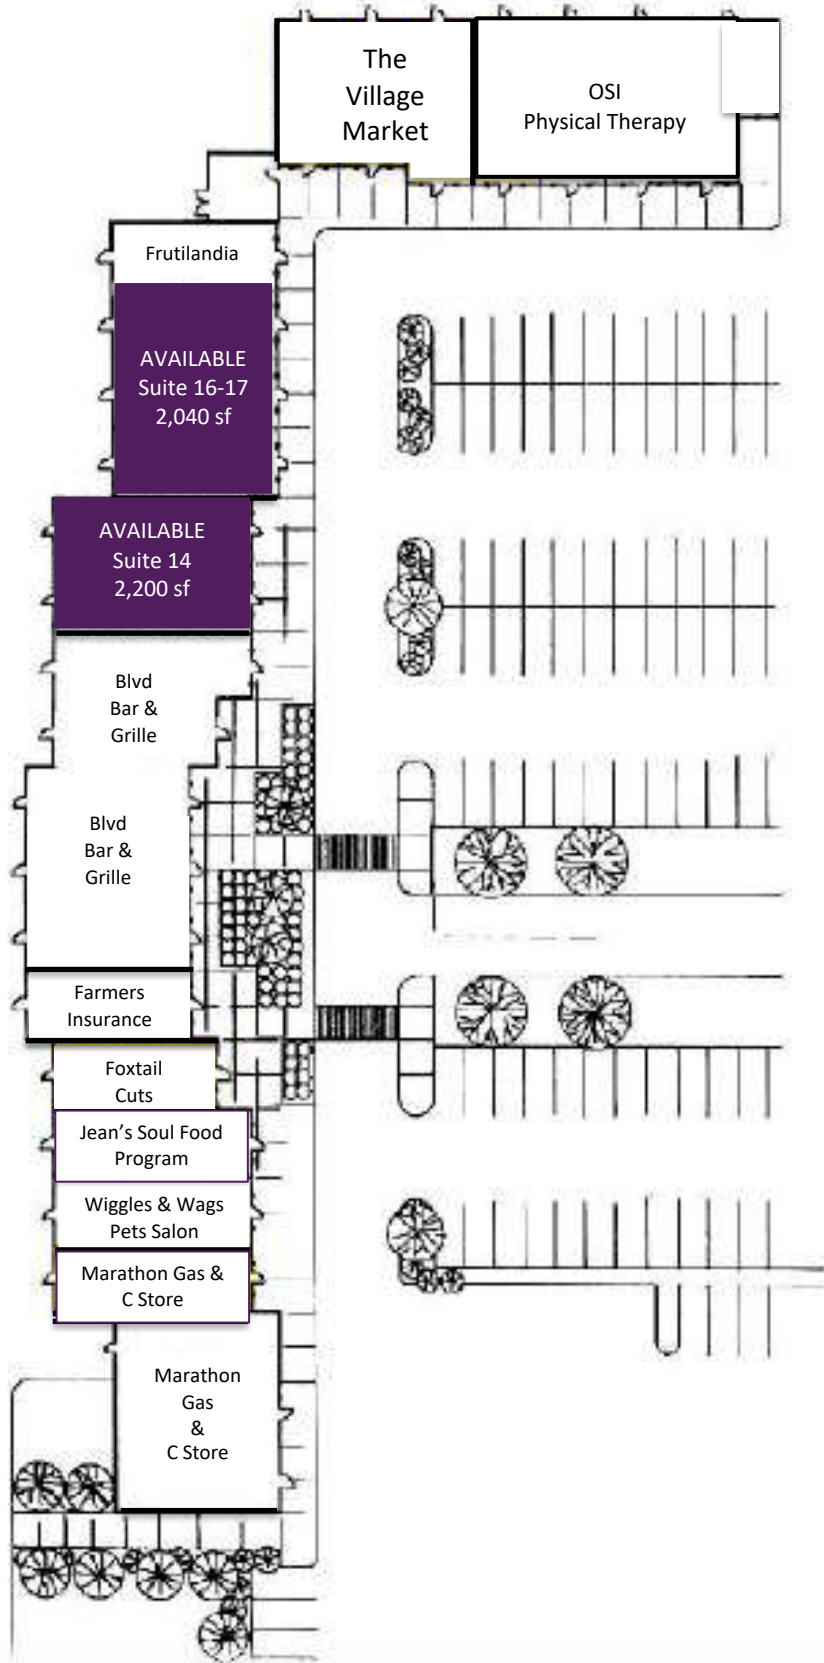 The
Village
Market
OSI
Physical Therapy
Frutilandia
AVAILABLE
Suite 16-17
2,040 sf
AVAILABLE
Suite 14
2,200 sf
Blvd
Bar &
Grille
Blvd
Bar &
Grille
Farmers
Insurance
Foxtail
Cuts
Jean's Soul Food
Program
Wiggles & Wags
Pets Salon
Marathon Gas &
C Store
Marathon
Gas
&
C Store